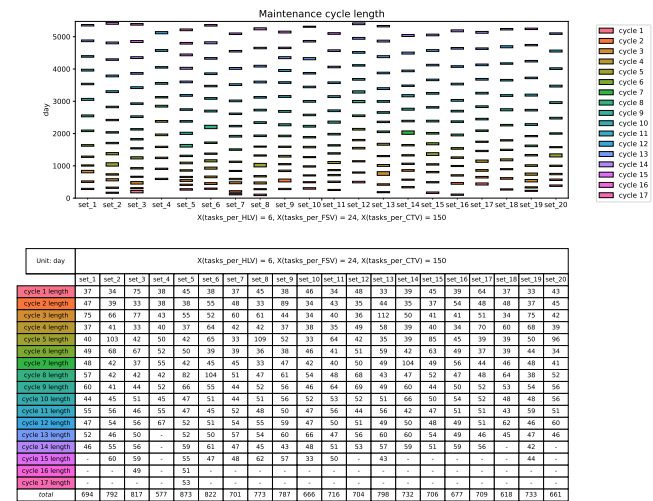 Maintenance cycle length
day
5000
4000
3000
2000
1000
0
set_1 set_2 set_3 set_4 set_5 set_6 set_7 set_8 set_9 set_10 set_11 set_12 set_13 set_14 set_15 set_16 set_17 set_18 set_19 set_20
X(tasks_per_HLV) = 6, X(tasks_per_FSV) = 24, X(tasks_per_CTV) = 150
cycle 1
cycle 2
cycle 3
cycle 4
cycle 5
cycle 6
cycle 7
cycle 8
cycle 9
cycle 10
cycle 11
cycle 12
cycle 13
cycle 14
cycle 15
cycle 16
cycle 17
Unit: day X(tasks_per_HLV) = 6, X(tasks_per_FSV) = 24, X(tasks_per_CTV) = 150
set_1 set_2 set_3 set_4 set_5 set_6 set_7 set_8 set_9 set_10 set_11 set_12 set_13 set_14 set_15 set_16 set_17 set_18 set_19 set_20
cycle 1 length 37 34 75 38 45 38 37 45 38 46 34 48 33 39 45 39 64 37 33 43
cycle 2 length 47 39 33 38 38 55 48 33 89 34 43 35 44 35 37 54 48 48 37 45
cycle 3 length 75 66 77 43 55 52 60 61 44 34 40 36 112 50 41 41 51 34 75 42
cycle 4 length 37 41 33 40 37 64 42 42 37 38 35 49 58 39 40 34 70 60 68 39
cycle 5 length 40 103 42 50 42 65 33 109 52 33 64 42 35 39 85 45 39 39 50 96
cycle 6 length 49 68 67 52 50 39 39 36 38 46 41 51 59 42 63 49 37 39 44 34
cycle 7 length 48 42 37 55 42 45 45 33 47 42 40 50 49 104 49 56 44 46 48 41
cycle 8 length 57 42 42 42 82 104 51 47 61 54 48 68 43 47 52 47 48 64 38 52
cycle 9 length 60 41 44 52 66 55 44 52 56 46 64 69 49 60 44 50 52 53 54 56
cycle 10 length 44 45 51 45 47 51 44 51 56 52 53 52 51 66 50 54 52 48 48 56
cycle 11 length 55 56 46 55 47 45 52 48 50 47 56 44 56 42 47 51 51 43 59 51
cycle 12 length 47 54 56 67 52 51 54 55 59 47 50 51 49 50 48 49 51 62 46 60
cycle 13 length 52 46 50 - 52 50 57 54 60 66 47 56 60 60 54 49 56 45 47 46
cycle 14 length 46 55 56 - 59 61 47 45 43 48 51 53 57 59 51 59 56 - 42 -
cycle 15 length - 60 59 - 55 47 48 62 57 33 50 - 43 - - - - - 44 -
cycle 16 length - - 49 - 51 - - - - - - - - - - - - - - -
cycle 17 length - - - - 53 - - - - - - - - - - - - - - -
total 694 792 817 577 873 822 701 773 787 666 716 704 798 732 706 677 709 618 733 661